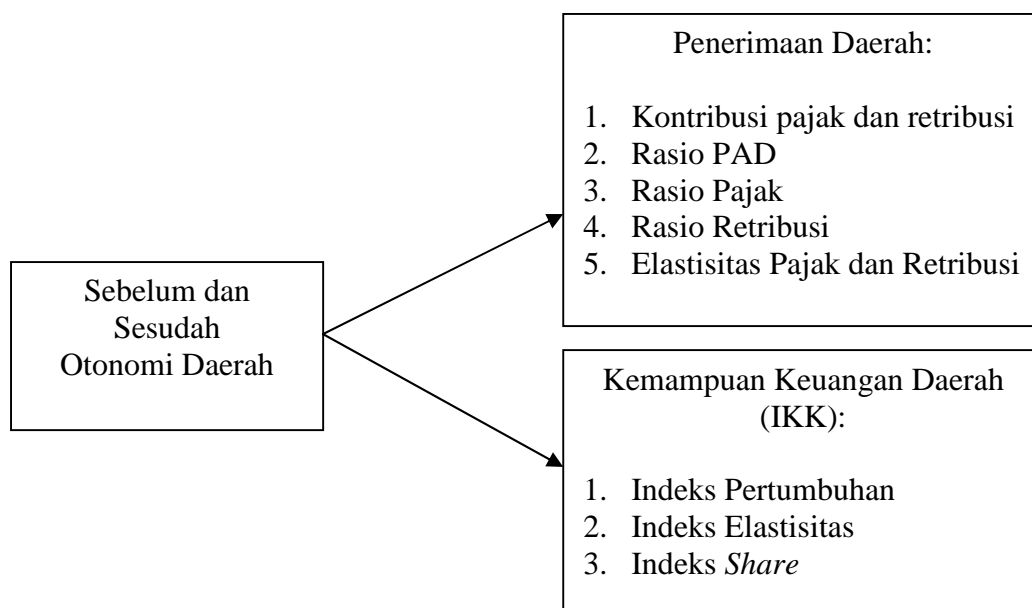 Sebelum dan
Sesudah
Otonomi Daerah
Penerimaan Daerah:
1. Kontribusi pajak dan retribusi
2. Rasio PAD
3. Rasio Pajak
4. Rasio Retribusi
5. Elastisitas Pajak dan Retribusi
Kemampuan Keuangan Daerah
(IKK):
1. Indeks Pertumbuhan
2. Indeks Elastisitas
3. Indeks Share